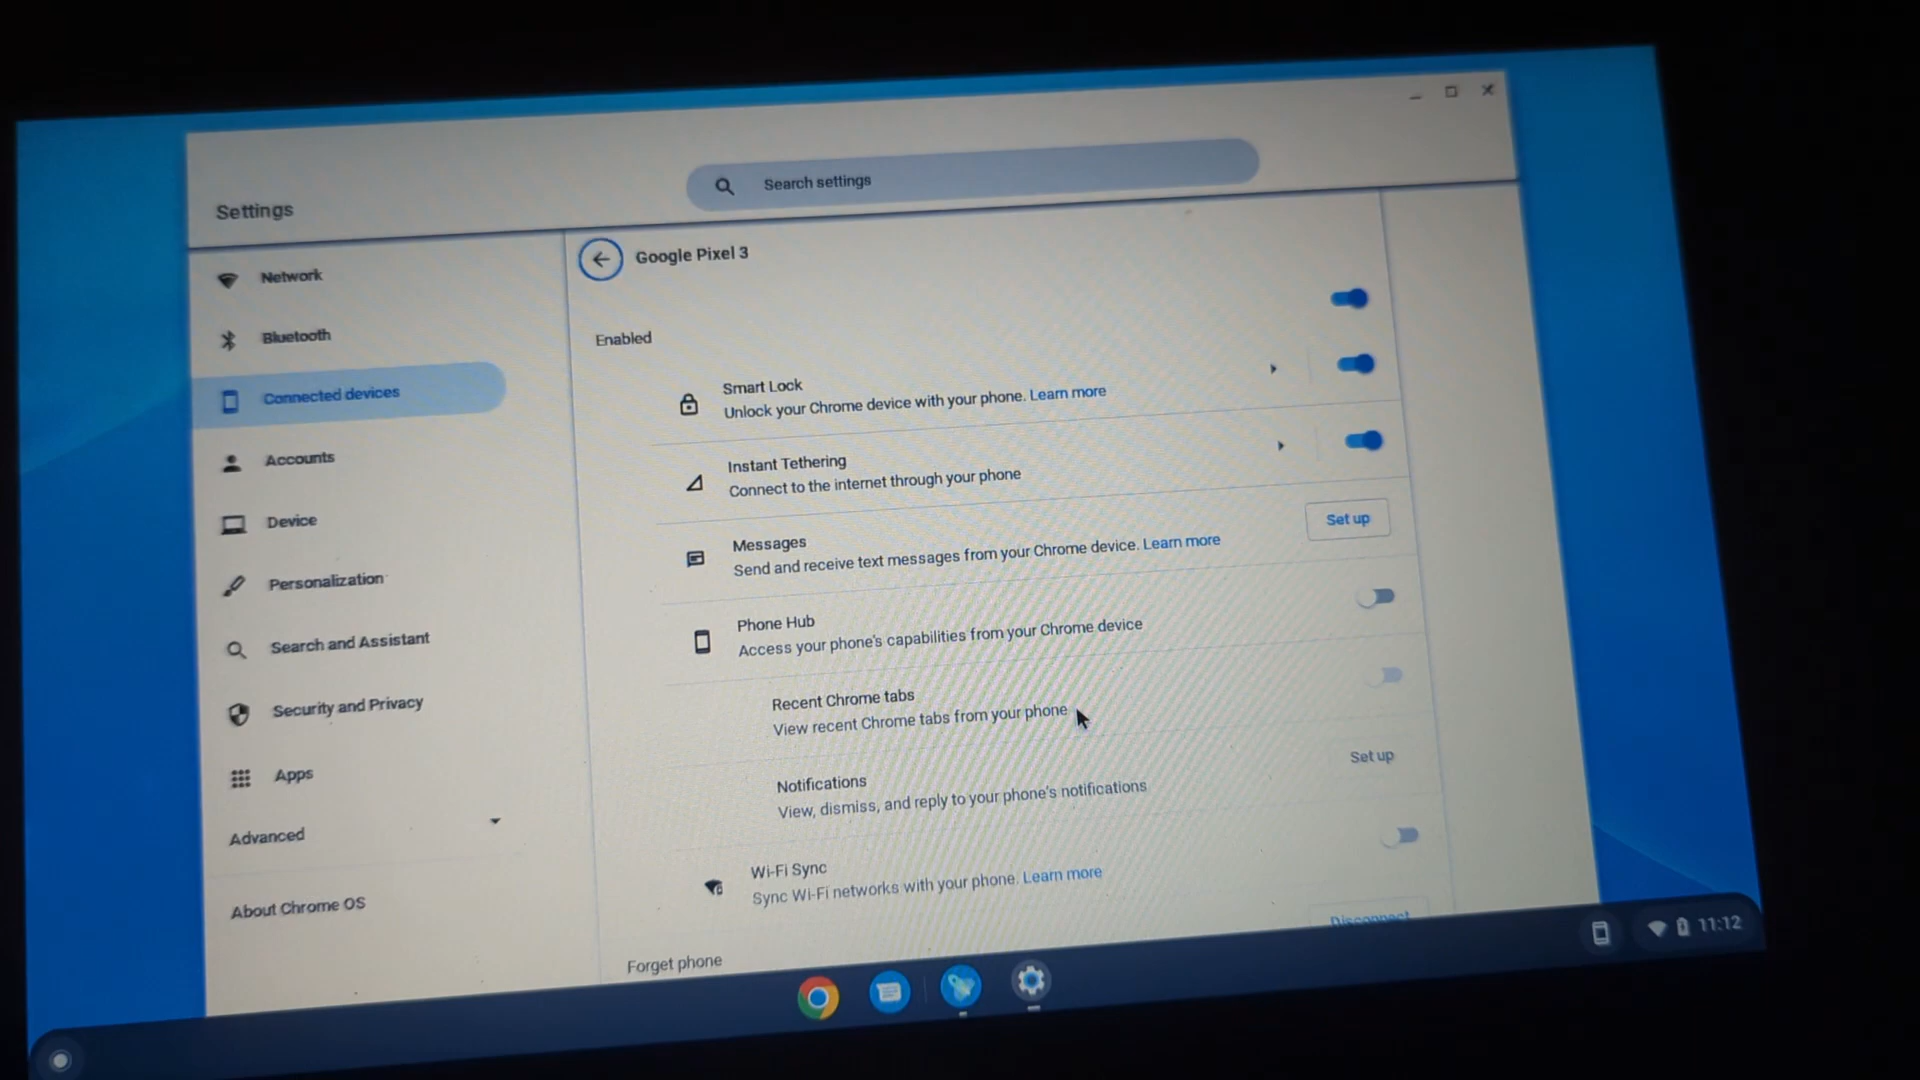 Search settings
Settings
Network
Bluetooth
Connected devices
Accounts
Device
Personalization
Search and Assistant
Security and Privacy
Apps
Advanced
About Chrome OS
Google Pixel 3
Enabled
Smart Lock
Unlock your Chrome device with your phone. Learn more
Instant Tethering
Connect to the internet through your phone
Messages
Send and receive text messages from your Chrome device. Learn more
Set up
Phone Hub
Access your phone's capabilities from your Chrome device
Recent Chrome tabs
View recent Chrome tabs from your phone
Notifications
View, dismiss, and reply to your phone's notifications
Set up
Wi-Fi Sync
Sync Wi-Fi networks with your phone. Learn more
Forget phone
Disconnect
11:12